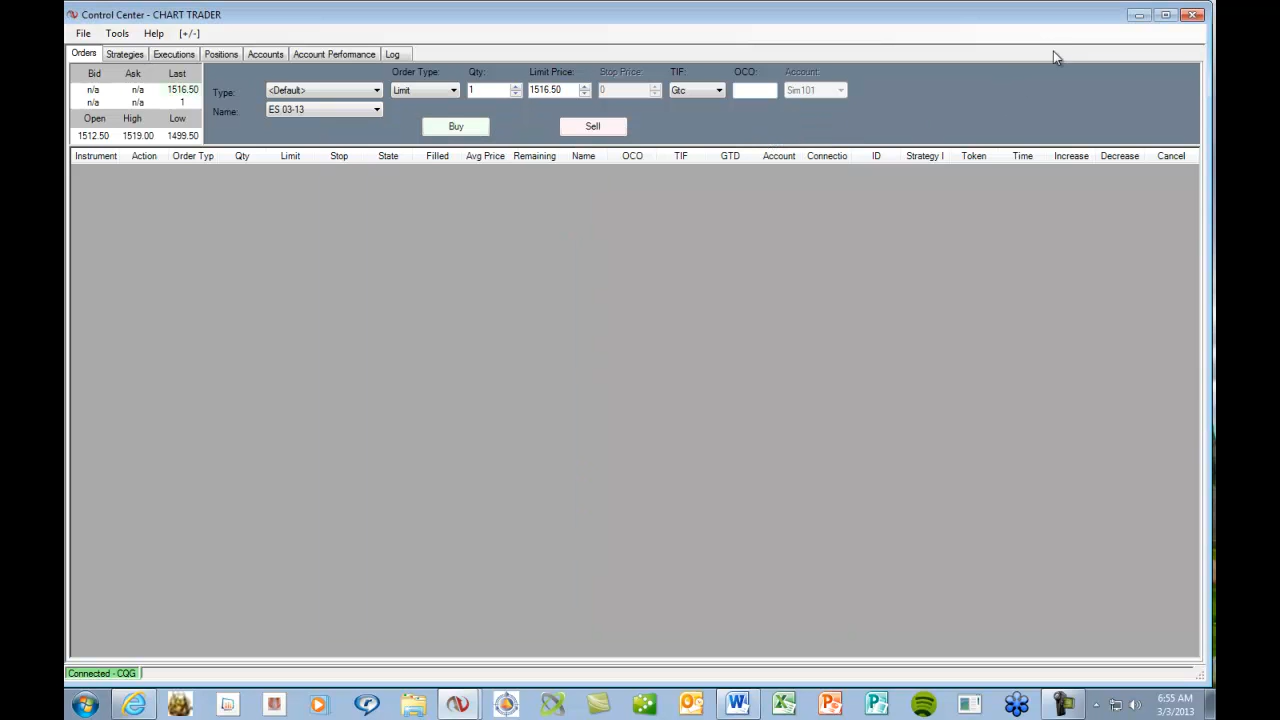 Control Center - CHART TRADER
File Tools Help [+/-]
Orders Strategies Executions Positions Accounts Account Performance Log
Bid Ask Last
n/a n/a 1516.50
n/a n/a 1
Open High Low
1512.50 1519.00 1499.50
Order Type: Qty: Limit Price: Stop Price: TIF: OCO: Account:
Type: <Default> Limit 1 1516.50 0 Gtc Sim101
Name: ES 03-13
Buy Sell
Instrument Action Order Typ Qty Limit Stop State Filled Avg Price Remaining Name OCO TIF GTD Account Connectio ID Strategy I Token Time Increase Decrease Cancel
Connected - CQG
6:55 AM
3/3/2013